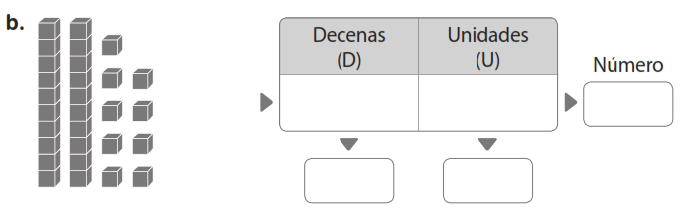 b.
Decenas
(D)
Unidades
(U)
Número